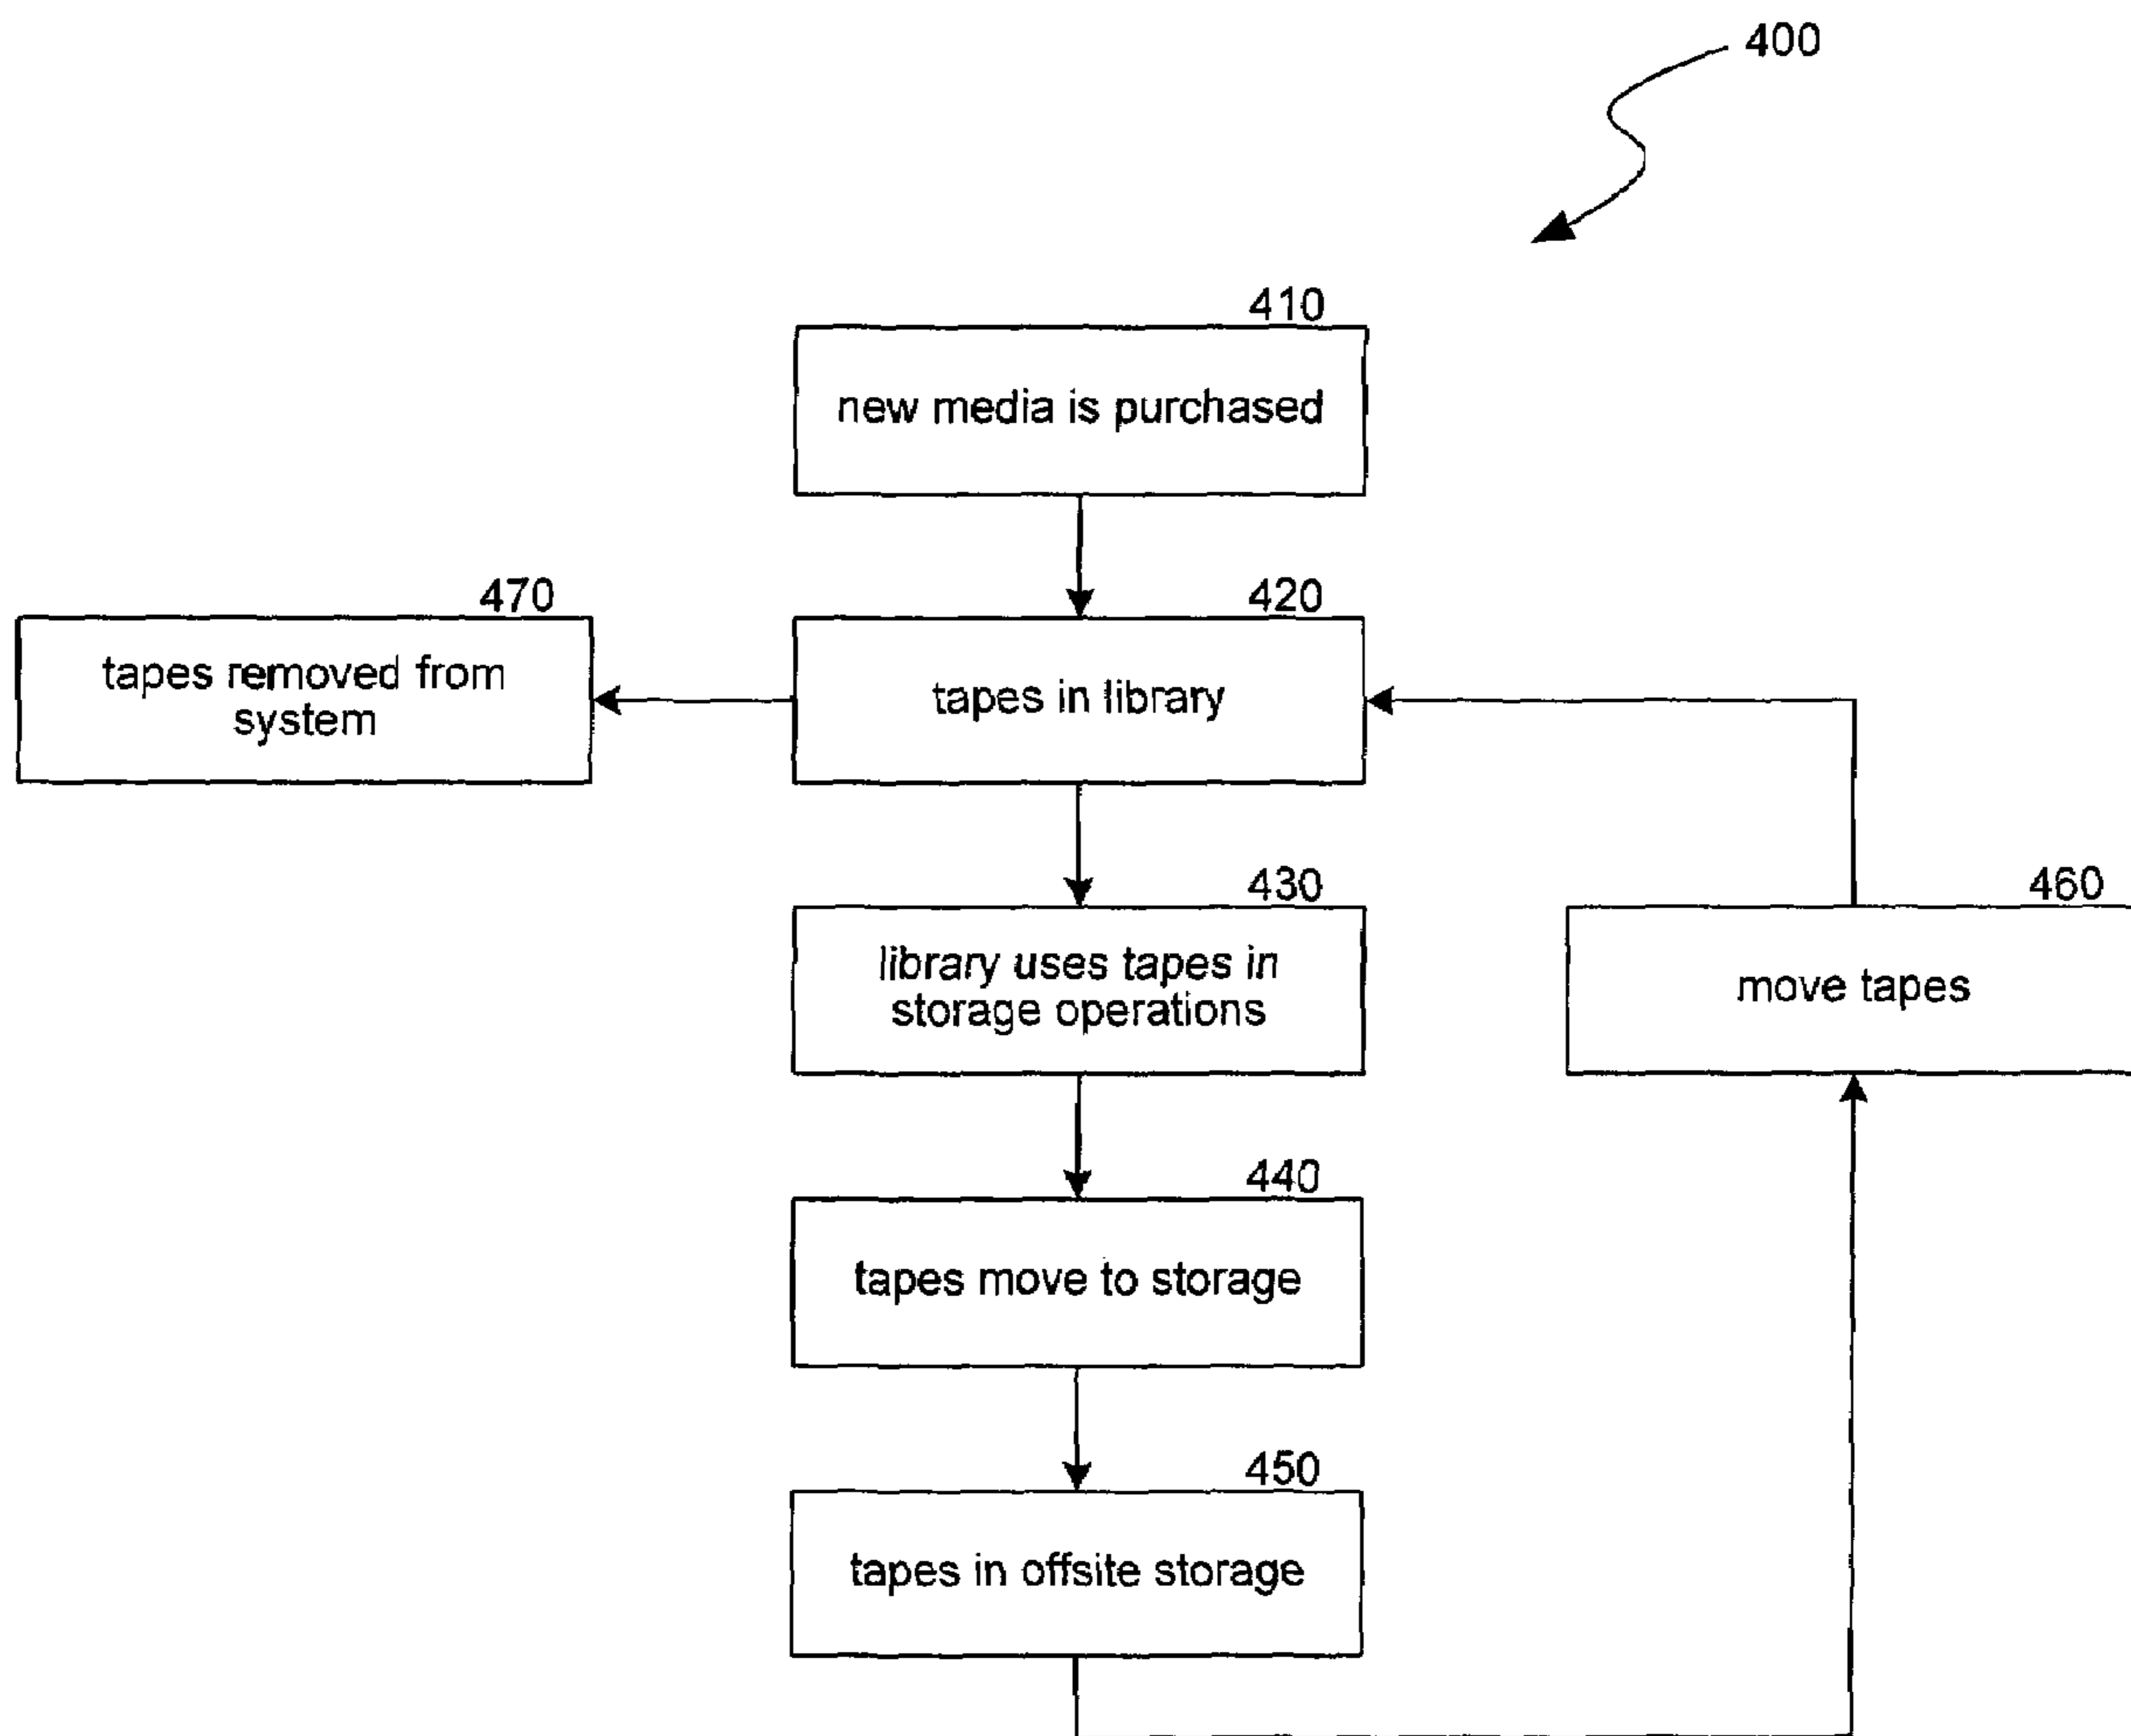 400
410
new media is purchased
470
tapes removed from
system
420
tapes in library
430
library uses tapes in
storage operations
460
move tapes
440
tapes move to storage
450
tapes in offsite storage